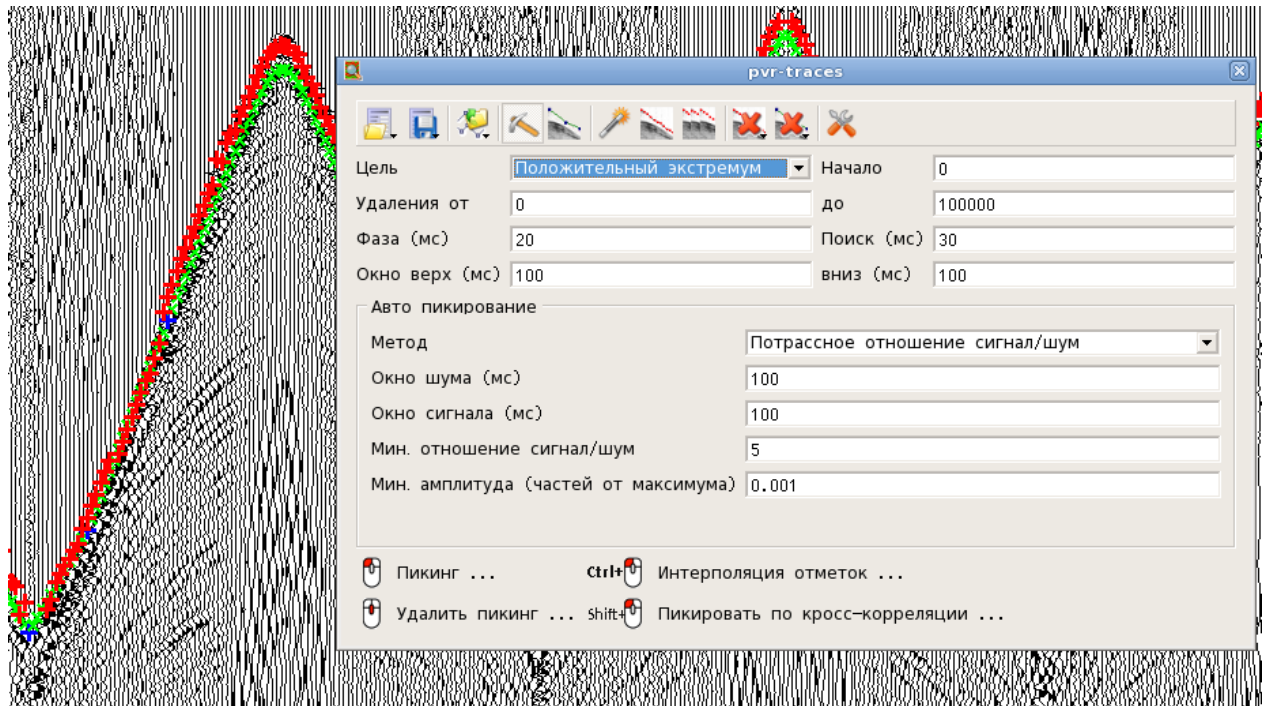 pvr-traces
Цель Положительный экстремум Начало 0
Удаления от 0 до 100000
Фаза (мс) 20 Поиск (мс) 30
Окно верх (мс) 100 вниз (мс) 100
Авто пикирование
Метод Потрассное отношение сигнал/шум
Окно шума (мс) 100
Окно сигнала (мс) 100
Мин. отношение сигнал/шум 5
Мин. амплитуда (частей от максимума) 0.001
Пикинг ... Ctrl+ Интерполяция отметок ...
Удалить пикинг ... Shift+ Пикировать по кросс-корреляции ...